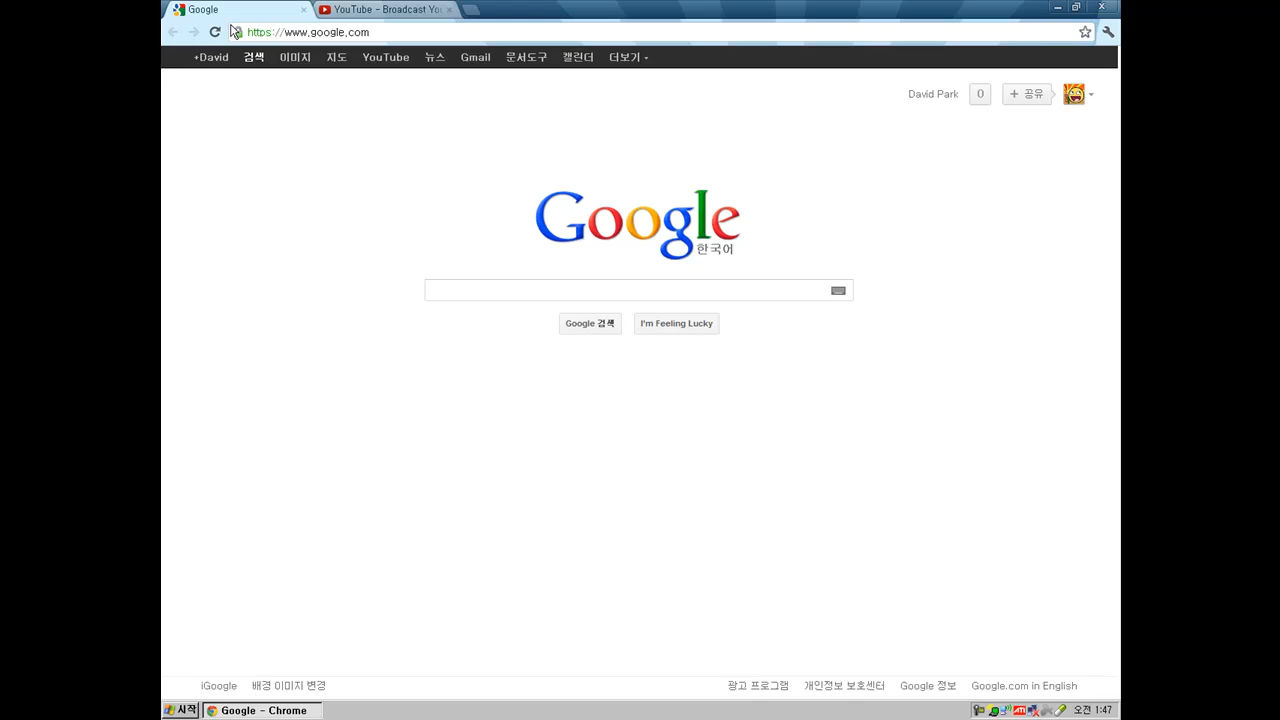 Google
YouTube - Broadcast You
https://www.google.com
+David 검색 이미지 지도 YouTube 뉴스 Gmail 문서도구 캘린더 더보기
David Park 0 + 공유
Google
한국어
Google 검색 I'm Feeling Lucky
iGoogle 배경 이미지 변경 광고 프로그램 개인정보 보호센터 Google 정보 Google.com in English
시작 Google - Chrome 오전 1:47